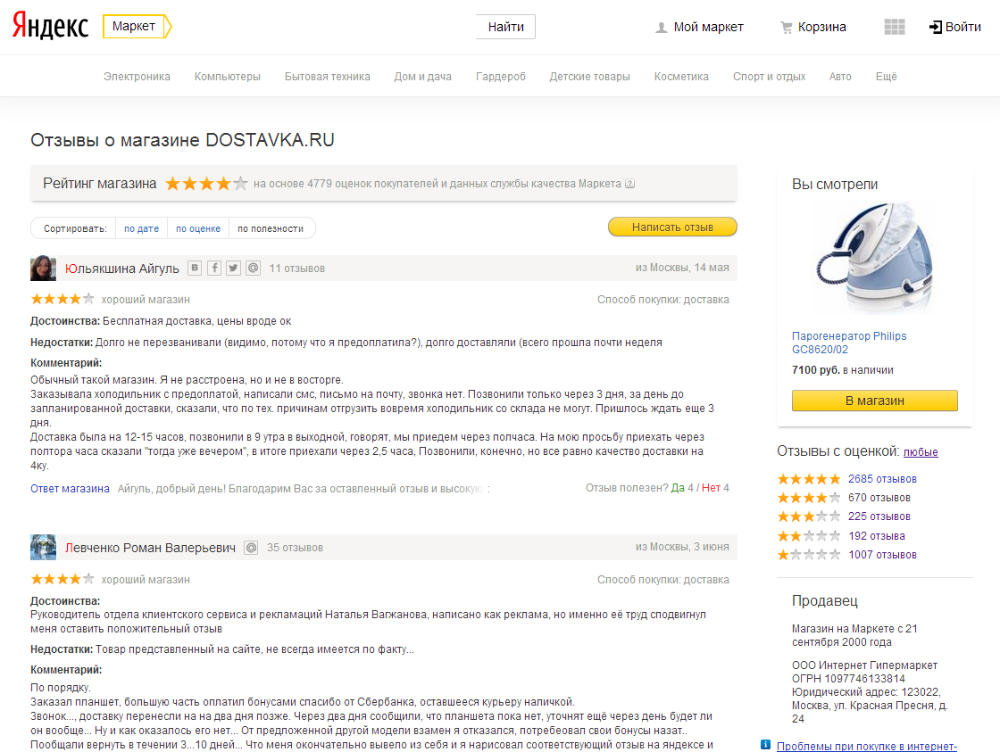 Яндекс Маркет Найти Мой маркет Корзина Войти
Электроника Компьютеры Бытовая техника Дом и дача Гардероб Детские товары Косметика Спорт и отдых Авто Ещё
Отзывы о магазине DOSTAVKA.RU
Рейтинг магазина на основе 4779 оценок покупателей и данных службы качества Маркета ?
Сортировать: по дате по оценке по полезности
Написать отзыв
Юльякшина Айгуль В f @ 11 отзывов из Москвы, 14 мая
хороший магазин Способ покупки: доставка
Достоинства: Бесплатная доставка, цены вроде ок
Недостатки: Долго не перезванивали (видимо, потому что я предоплатила?), долго доставляли (всего прошла почти неделя
Комментарий:
Обычный такой магазин. Я не расстроена, но и не в восторге.
Заказывала холодильник с предоплатой, написали смс, письмо на почту, звонка нет. Позвонили только через 3 дня, за день до
запланированной доставки, сказали, что по тех. причинам отгрузить вовремя холодильник со склада не могут. Пришлось ждать еще 3
дня.
Доставка была на 12-15 часов, позвонили в 9 утра в выходной, говорят, мы приедем через полчаса. На мою просьбу приехать через
полтора часа сказали "тогда уже вечером", в итоге приехали через 2,5 часа, Позвонили, конечно, но все равно качество доставки на
4ку.
Ответ магазина Айгуль, добрый день! Благодарим Вас за оставленный отзыв и высокую :
Отзыв полезен? Да 4 / Нет 4
Левченко Роман Валерьевич @ 35 отзывов из Москвы, 3 июня
хороший магазин Способ покупки: доставка
Достоинства:
Руководитель отдела клиентского сервиса и рекламаций Наталья Вагжанова, написано как реклама, но именно её труд сподвигнул
меня оставить положительный отзыв
Недостатки: Товар представленный на сайте, не всегда имеется по факту...
Комментарий:
По порядку.
Заказал планшет, большую часть оплатил бонусами спасибо от Сбербанка, оставшееся курьеру наличкой.
Звонок..., доставку перенесли на на два дня позже. Через два дня сообщили, что планшета пока нет, уточнят ещё через день будет ли
он вообще... Ну и как оказалось его нет... От предложенной другой модели взамен я отказался, потребеовал свои бонусы назат..
Пообщали вернуть в течении 3...10 дней... Что меня окончательно вывело из себя и я нарисовал соответствующий отзыв на яндексе и
Вы смотрели
Парогенератор Philips
GC8620/02
7100 руб. в наличии
В магазин
Отзывы с оценкой: любые
2685 отзывов
670 отзывов
225 отзывов
192 отзыва
1007 отзывов
Продавец
Магазин на Маркете с 21
сентября 2000 года
ООО Интернет Гипермаркет
ОГРН 1097746133814
Юридический адрес: 123022,
Москва, ул. Красная Пресня, д.
24
i Проблемы при покупке в интернет-